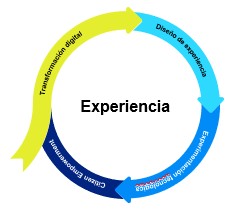 Transformación digital
Diseño de experiencia
Experiencia
Experimentación tecnológica
Citizen Empowerment